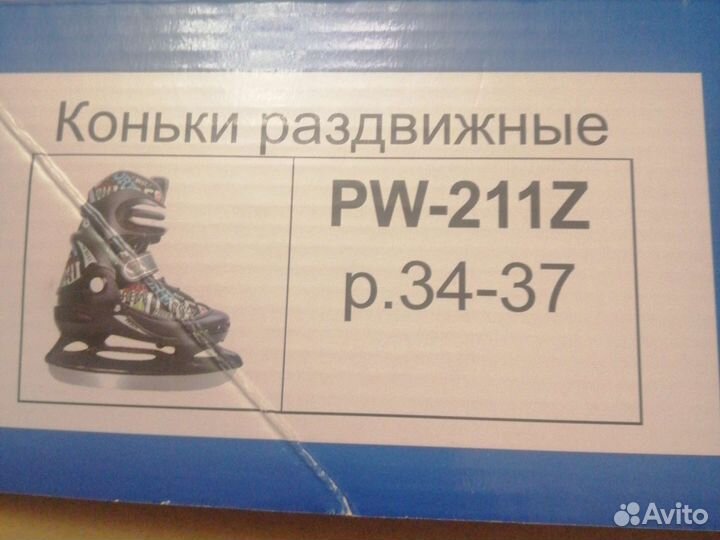 Коньки раздвижные
PW-211Z
р.34-37
Avito